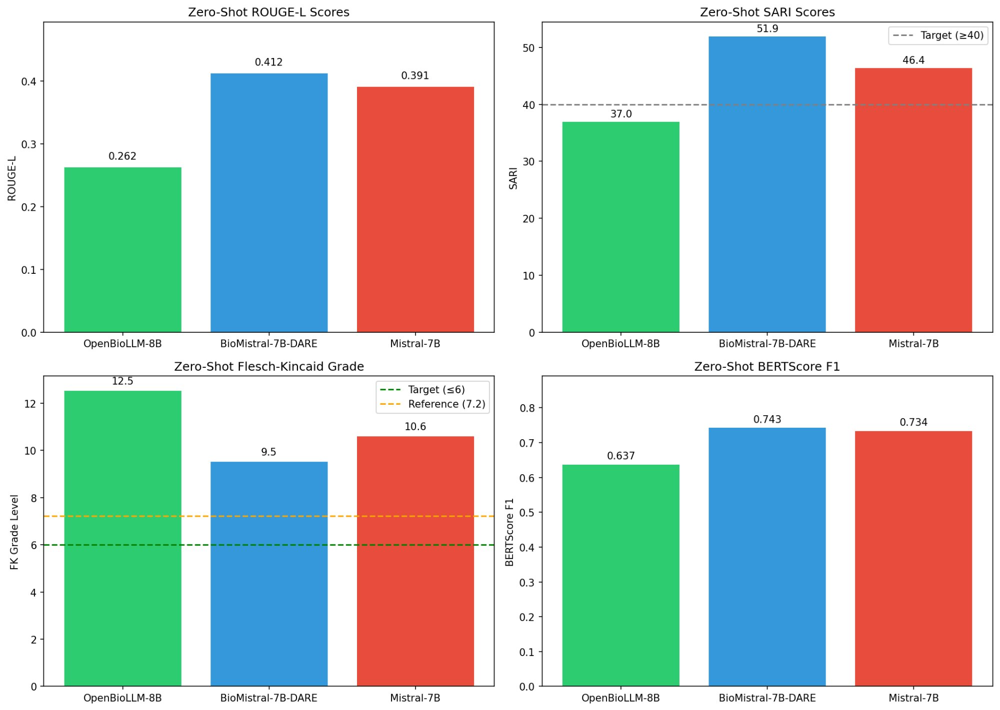 Zero-Shot ROUGE-L Scores
ROUGE-L
0.4
0.3
0.2
0.1
0.0
0.262
0.412
0.391
OpenBioLLM-8B
BioMistral-7B-DARE
Mistral-7B
Zero-Shot SARI Scores
SARI
50
40
30
20
10
0
Target (≥40)
37.0
51.9
46.4
OpenBioLLM-8B
BioMistral-7B-DARE
Mistral-7B
Zero-Shot Flesch-Kincaid Grade
FK Grade Level
12
10
8
6
4
2
0
Target (≤6)
Reference (7.2)
12.5
9.5
10.6
OpenBioLLM-8B
BioMistral-7B-DARE
Mistral-7B
Zero-Shot BERTScore F1
BERTScore F1
0.8
0.7
0.6
0.5
0.4
0.3
0.2
0.1
0.0
0.637
0.743
0.734
OpenBioLLM-8B
BioMistral-7B-DARE
Mistral-7B